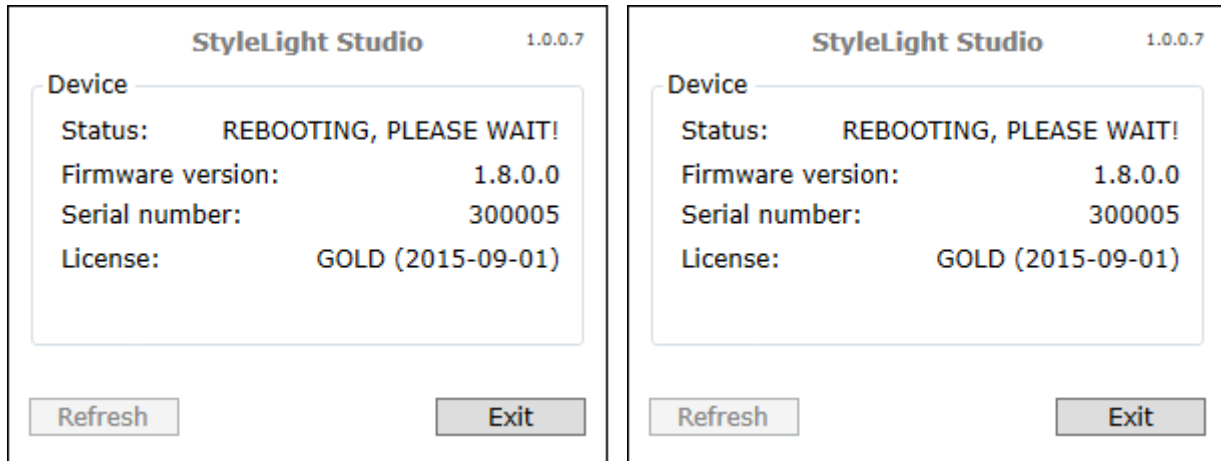 StyleLight Studio 1.0.0.7
Device
Status: REBOOTING, PLEASE WAIT!
Firmware version: 1.8.0.0
Serial number: 300005
License: GOLD (2015-09-01)
Refresh Exit
StyleLight Studio 1.0.0.7
Device
Status: REBOOTING, PLEASE WAIT!
Firmware version: 1.8.0.0
Serial number: 300005
License: GOLD (2015-09-01)
Refresh Exit